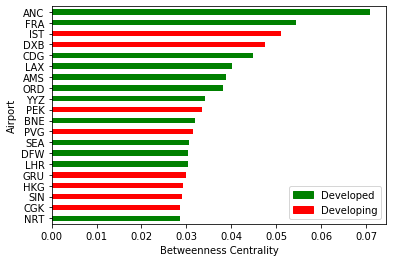 ANC
FRA
IST
DXB
CDG
LAX
AMS
ORD
YYZ
PEK
BNE
PVG
SEA
DFW
LHR
GRU
HKG
SIN
CGK
NRT
Airport
Developed
Developing
0.00 0.01 0.02 0.03 0.04 0.05 0.06 0.07
Betweenness Centrality